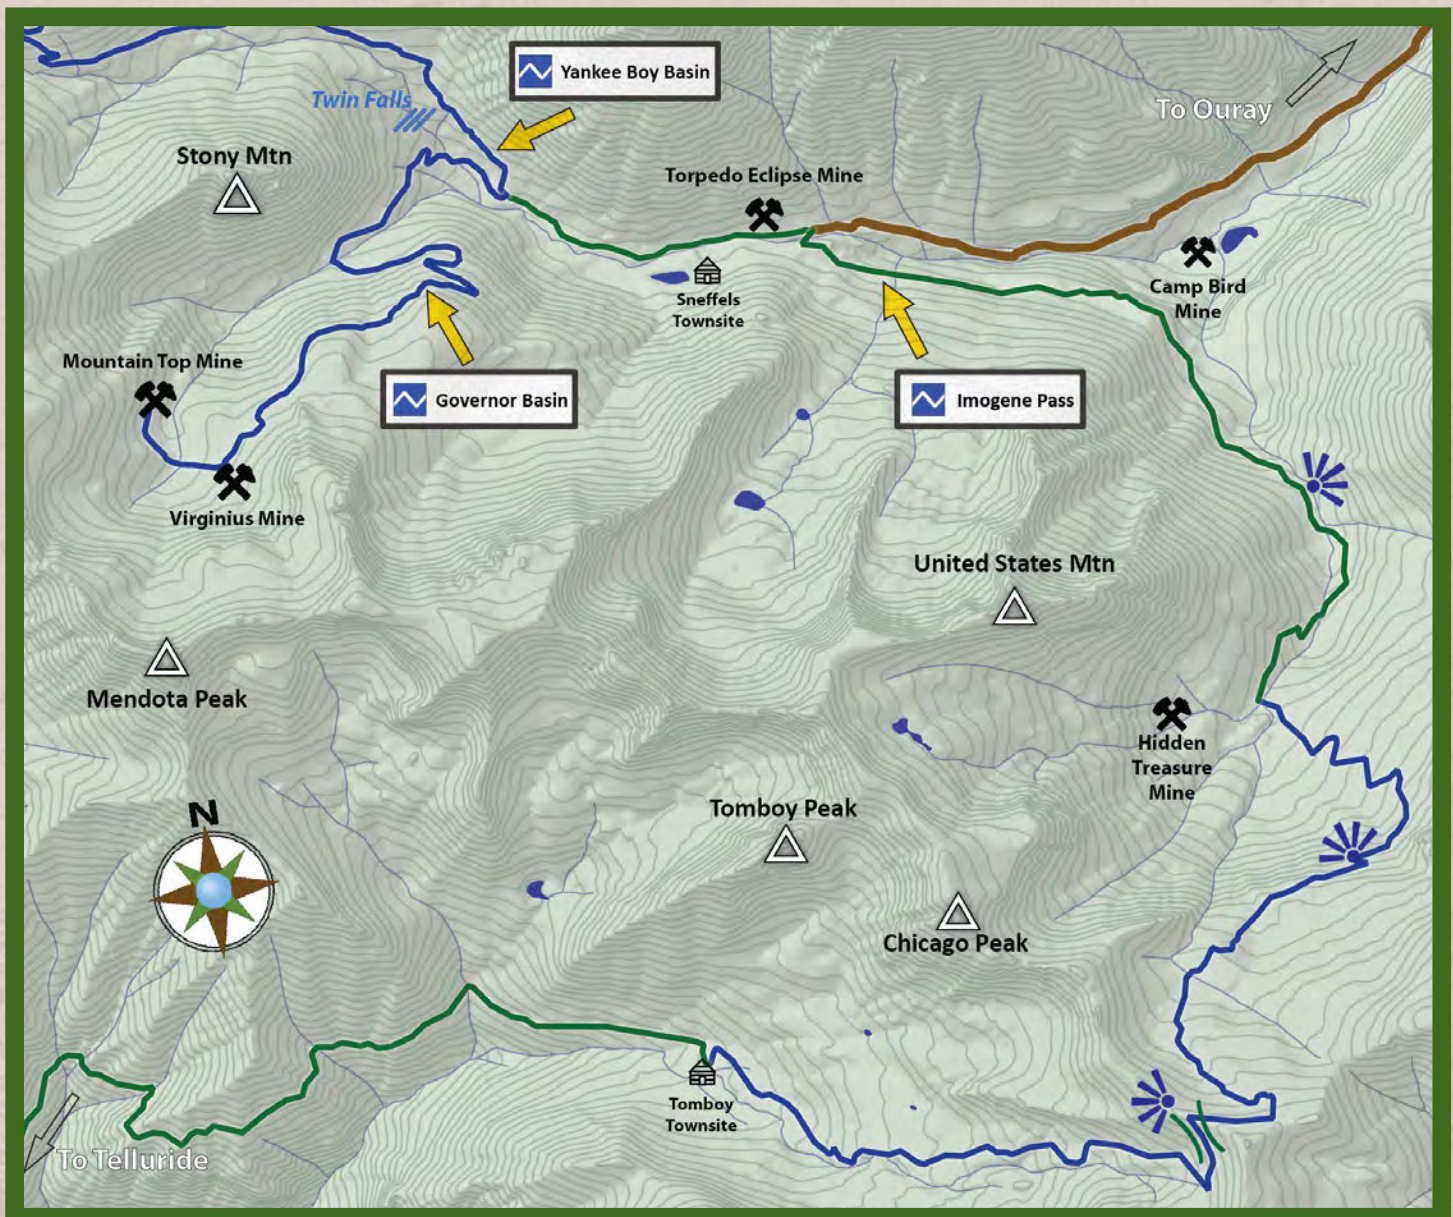 Yankee Boy Basin
Twin Falls
To Ouray
Stony Mtn
Torpedo Eclipse Mine
Camp Bird
Mine
Sneffels
Townsite
Mountain Top Mine
Governor Basin
Imogene Pass
Virginius Mine
United States Mtn
Mendota Peak
Hidden
Treasure
Mine
Tomboy Peak
N
Chicago Peak
Tomboy
Townsite
To Telluride